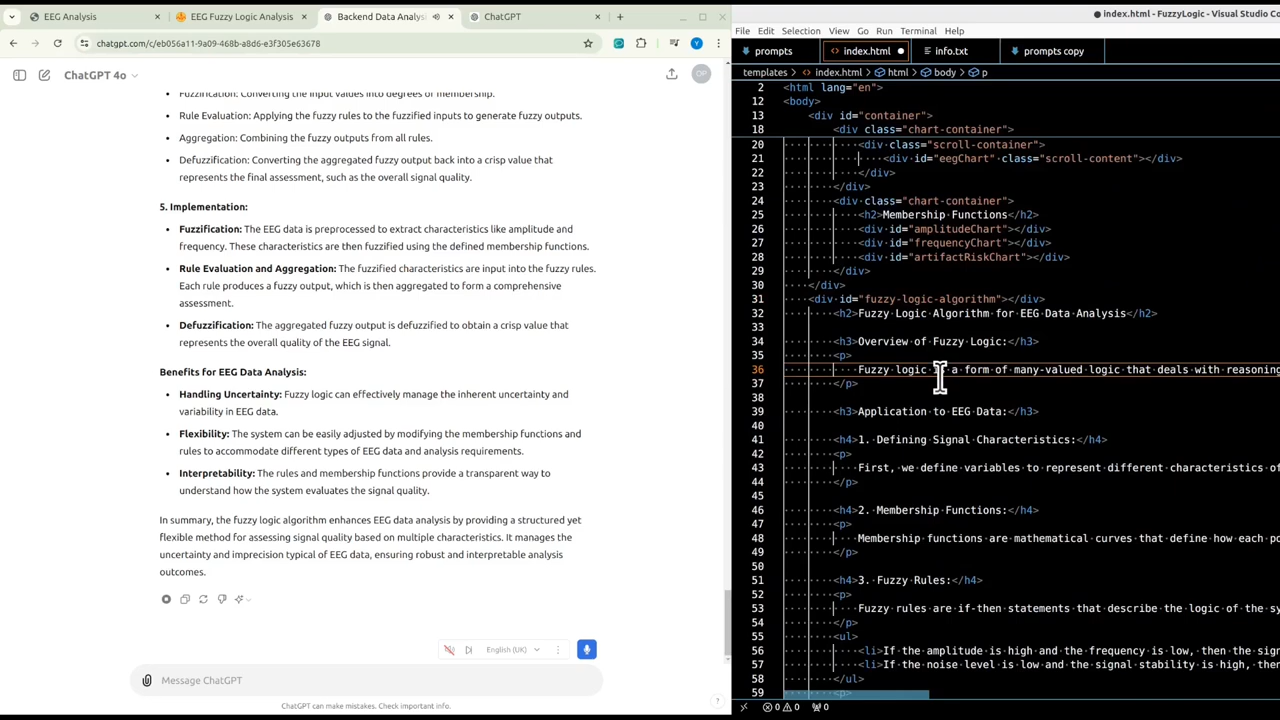 EEG Analysis
EEG Fuzzy Logic Analysis
Backend Data Analysis
ChatGPT
chatgpt.com/c/eb056a11-9a09-468b-a8d6-e3f305e63678
ChatGPT 4o
OP
Fuzzification: Converting the input values into degrees of membership.
Rule Evaluation: Applying the fuzzy rules to the fuzzified inputs to generate fuzzy outputs.
Aggregation: Combining the fuzzy outputs from all rules.
Defuzzification: Converting the aggregated fuzzy output back into a crisp value that
represents the final assessment, such as the overall signal quality.
5. Implementation:
Fuzzification: The EEG data is preprocessed to extract characteristics like amplitude and
frequency. These characteristics are then fuzzified using the defined membership functions.
Rule Evaluation and Aggregation: The fuzzified characteristics are input into the fuzzy rules.
Each rule produces a fuzzy output, which is then aggregated to form a comprehensive
assessment.
Defuzzification: The aggregated fuzzy output is defuzzified to obtain a crisp value that
represents the overall quality of the EEG signal.
Benefits for EEG Data Analysis:
Handling Uncertainty: Fuzzy logic can effectively manage the inherent uncertainty and
variability in EEG data.
Flexibility: The system can be easily adjusted by modifying the membership functions and
rules to accommodate different types of EEG data and analysis requirements.
Interpretability: The rules and membership functions provide a transparent way to
understand how the system evaluates the signal quality.
In summary, the fuzzy logic algorithm enhances EEG data analysis by providing a structured yet
flexible method for assessing signal quality based on multiple characteristics. It manages the
uncertainty and imprecision typical of EEG data, ensuring robust and interpretable analysis
outcomes.
English (UK)
Message ChatGPT
ChatGPT can make mistakes. Check important info.
?
index.html - FuzzyLogic - Visual Studio Co
File Edit Selection View Go Run Terminal Help
prompts
index.html
info.txt
prompts copy
templates > index.html > html > body > p
2 <html lang="en">
12 <body>
13 <div id="container">
18 <div class="chart-container">
20 <div class="scroll-container">
21 <div id="eegChart" class="scroll-content"></div>
22 </div>
23 </div>
24 <div class="chart-container">
25 <h2>Membership Functions</h2>
26 <div id="amplitudeChart"></div>
27 <div id="frequencyChart"></div>
28 <div id="artifactRiskChart"></div>
29 </div>
30 </div>
31 <div id="fuzzy-logic-algorithm"></div>
32 <h2>Fuzzy Logic Algorithm for EEG Data Analysis</h2>
33
34 <h3>Overview of Fuzzy Logic:</h3>
35 <p>
36 Fuzzy logic is a form of many-valued logic that deals with reasoning
37 </p>
38
39 <h3>Application to EEG Data:</h3>
40
41 <h4>1. Defining Signal Characteristics:</h4>
42 <p>
43 First, we define variables to represent different characteristics of
44 </p>
45
46 <h4>2. Membership Functions:</h4>
47 <p>
48 Membership functions are mathematical curves that define how each po
49 </p>
50
51 <h4>3. Fuzzy Rules:</h4>
52 <p>
53 Fuzzy rules are if-then statements that describe the logic of the sy
54 </p>
55 <ul>
56 <li>If the amplitude is high and the frequency is low, then the sign
57 <li>If the noise level is low and the signal stability is high, then
58 </ul>
59 <p>
0 0 0